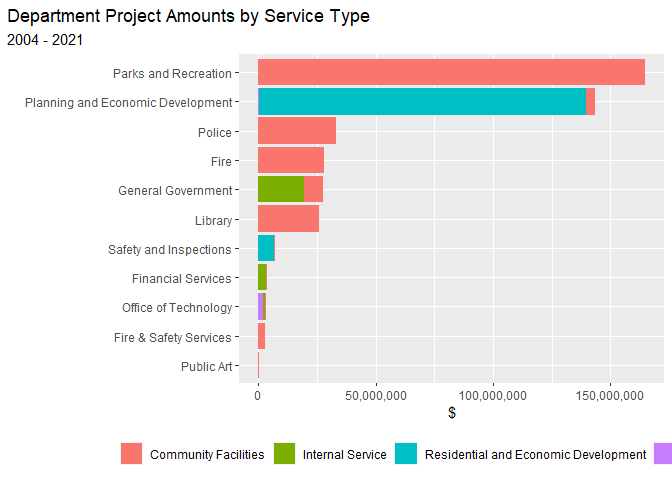 Department Project Amounts by Service Type
2004 - 2021
Parks and Recreation
Planning and Economic Development
Police
Fire
General Government
Library
Safety and Inspections
Financial Services
Office of Technology
Fire & Safety Services
Public Art
0 50,000,000 100,000,000 150,000,000
$
Community Facilities Internal Service Residential and Economic Development